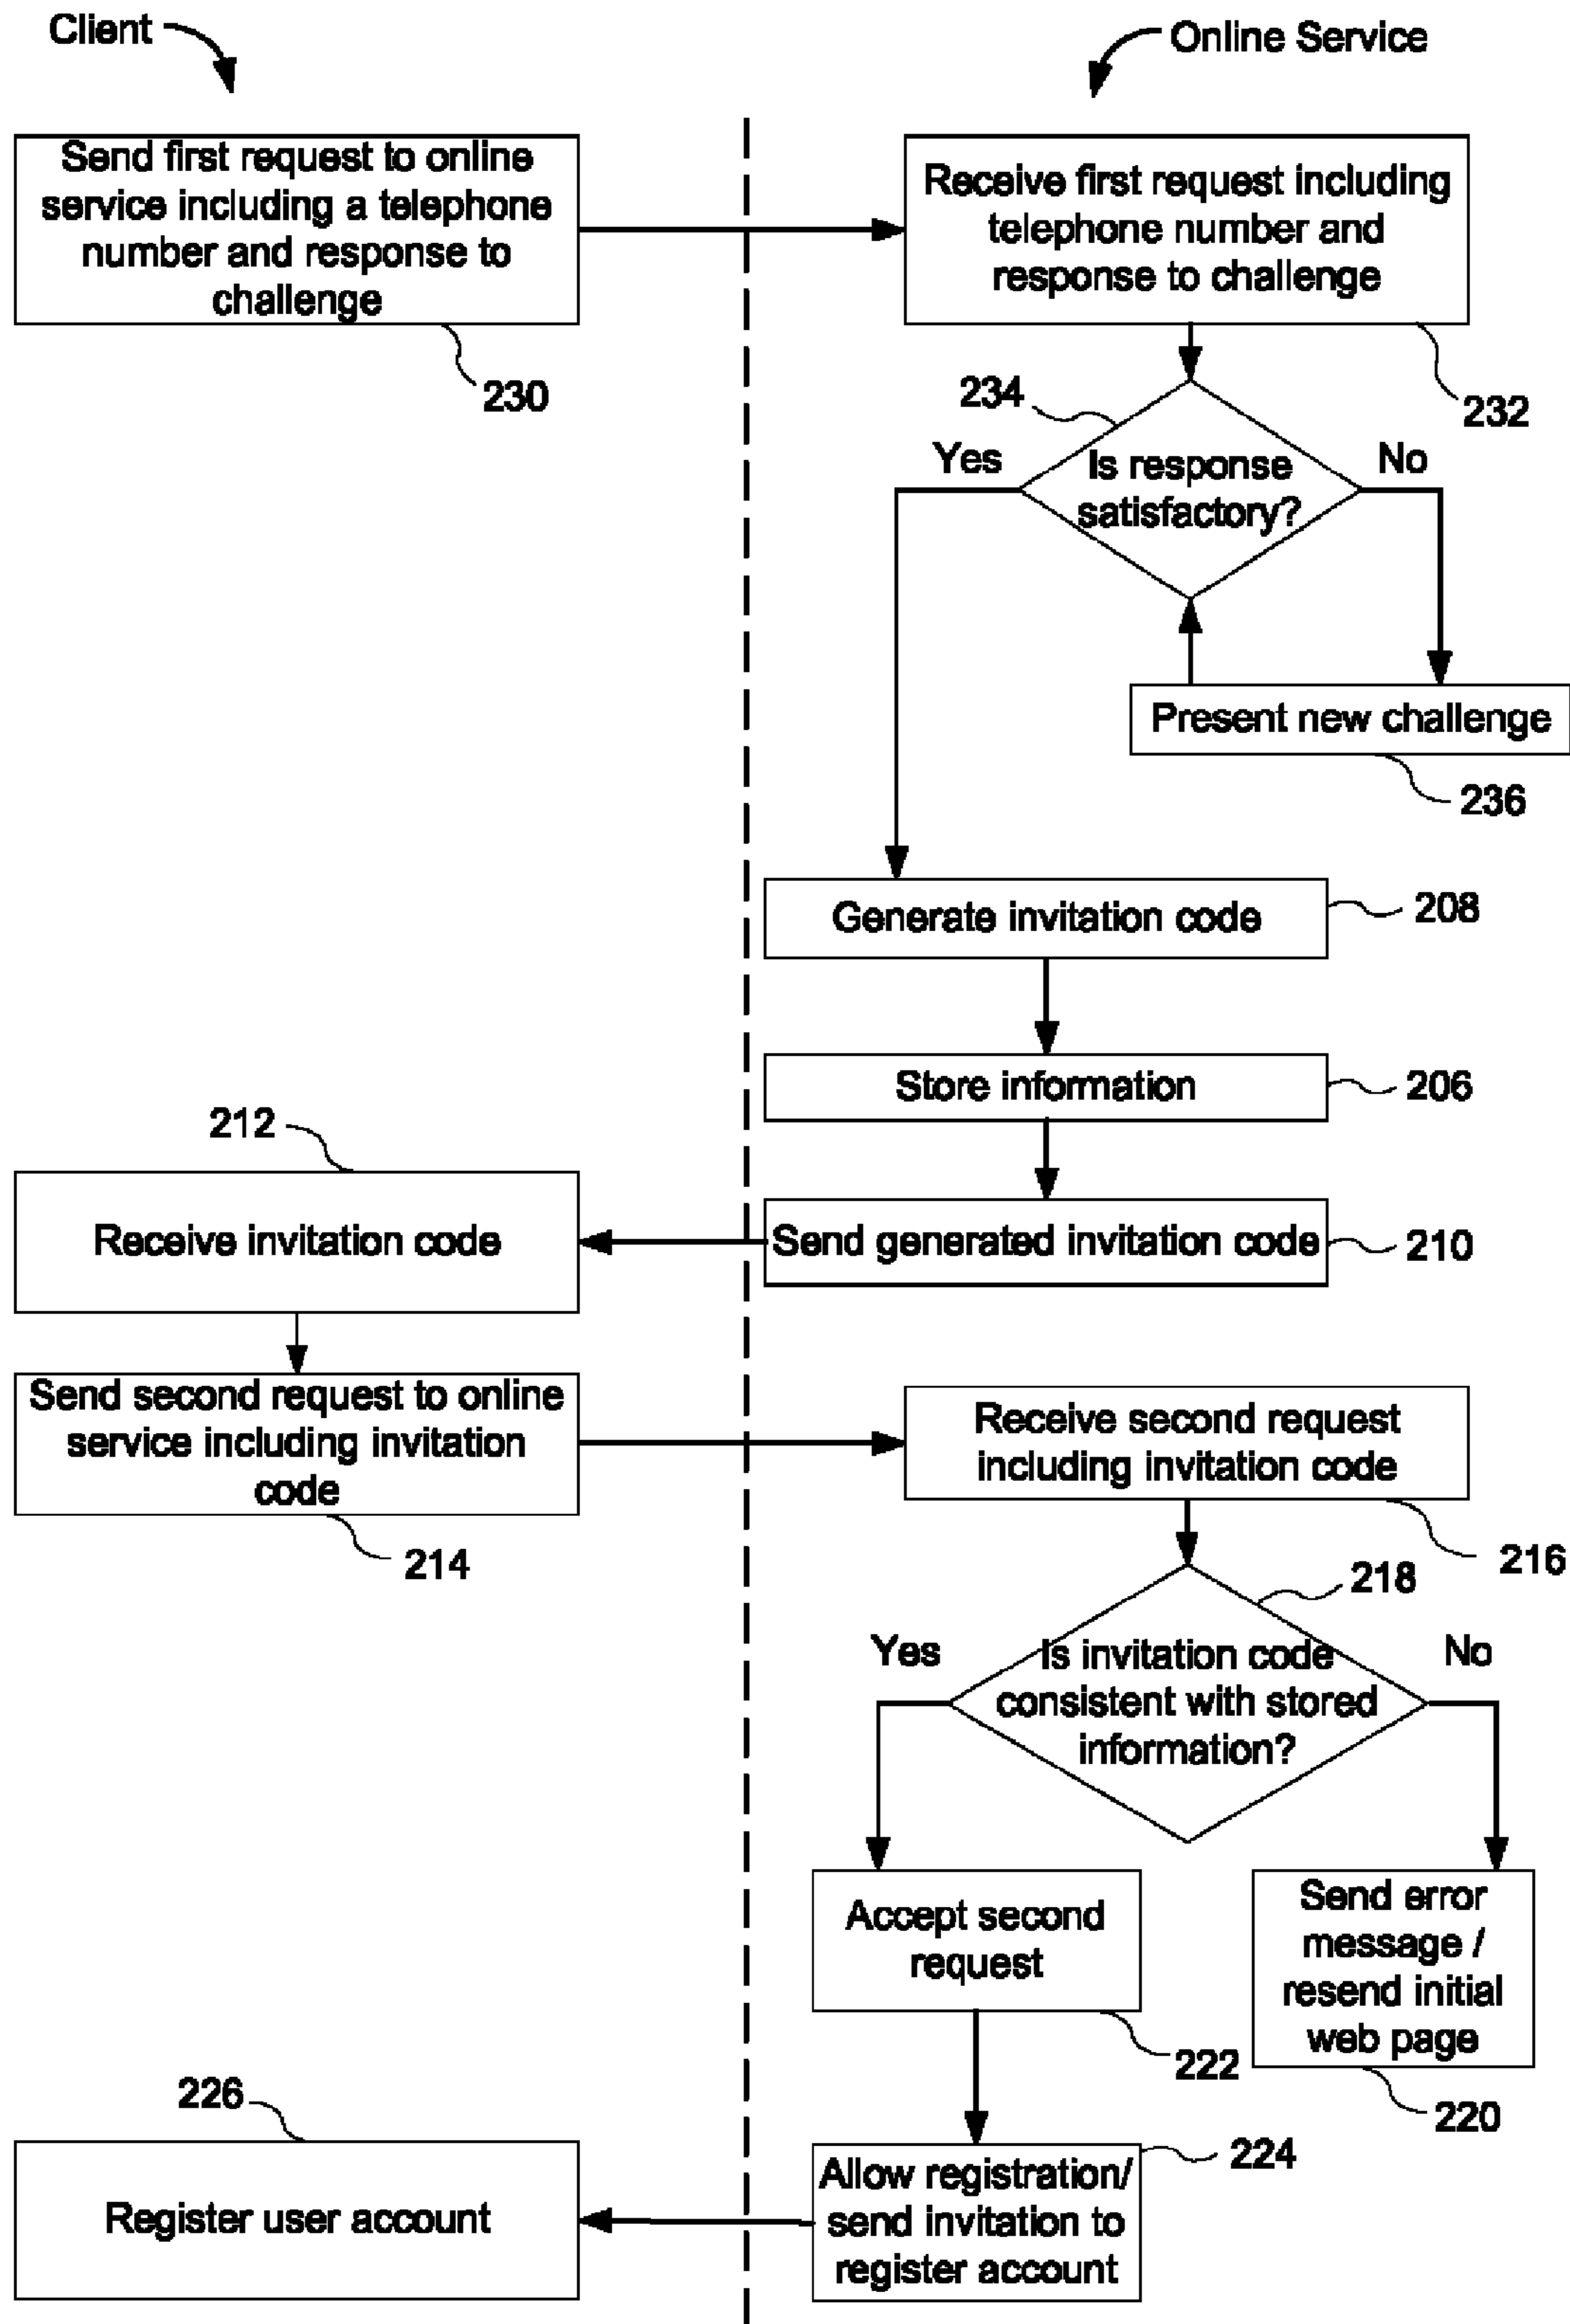 Client
Online Service
Send first request to online
service including a telephone
number and response to
challenge
230
Receive first request including
telephone number and
response to challenge
232
234
Yes
Is response
satisfactory?
No
Present new challenge
236
Generate invitation code
208
Store information
206
212
Receive invitation code
Send generated invitation code
210
Send second request to online
service including invitation
code
214
Receive second request
including invitation code
216
218
Yes
Is invitation code
consistent with stored
information?
No
Accept second
request
222
Send error
message /
resend initial
web page
220
226
Register user account
Allow registration/
send invitation to
register account
224